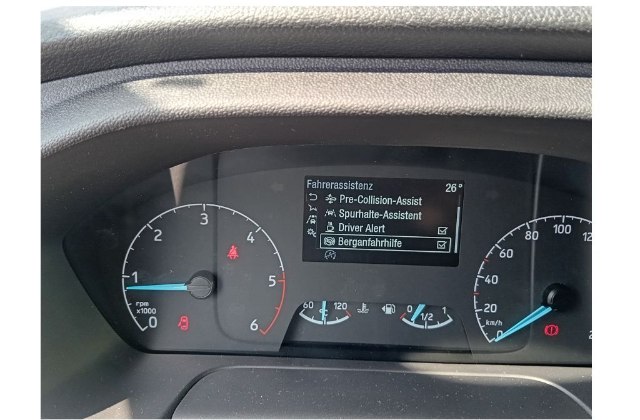 Fahrerassistenz 26°
Pre-Collision-Assist
Spurhalte-Assistent
Driver Alert
Berganfahrhilfe
0 1 2 3 4 5 6
rpm
x1000
60 °C 120
0 1/2 1
0 20 40 60 80 100 120
km/h